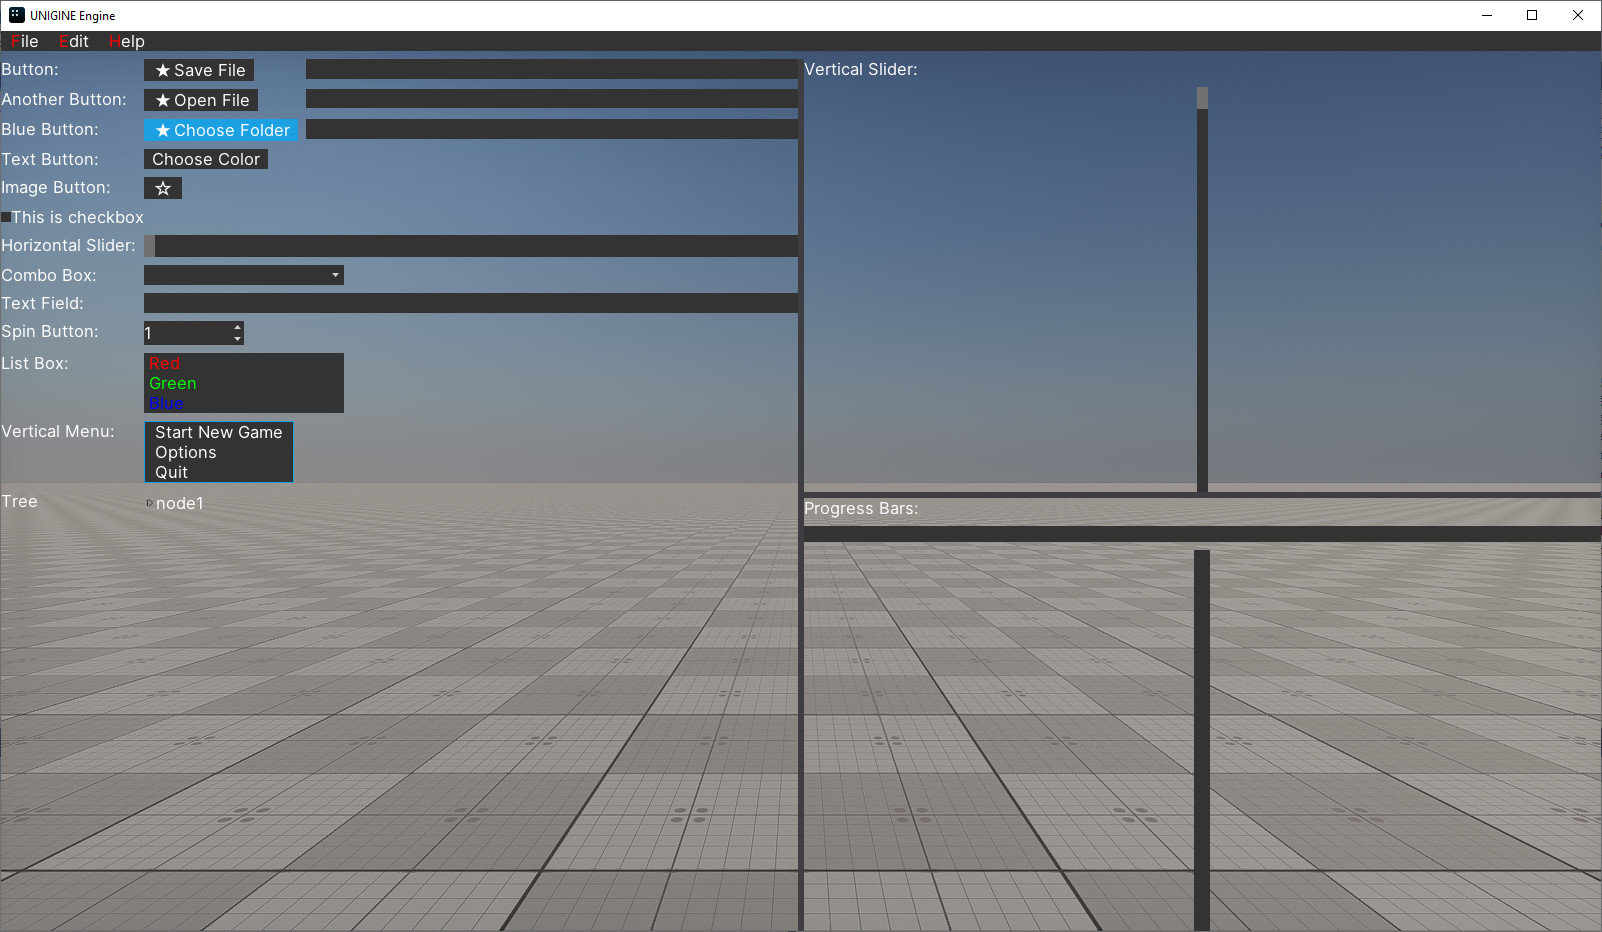 UNIGINE Engine
File Edit Help
Button: Save File
Another Button: Open File
Blue Button: Choose Folder
Text Button: Choose Color
Image Button:
This is checkbox
Horizontal Slider:
Combo Box:
Text Field:
Spin Button: 1
List Box: Red
Green
Blue
Vertical Menu: Start New Game
Options
Quit
Tree node1
Vertical Slider:
Progress Bars: